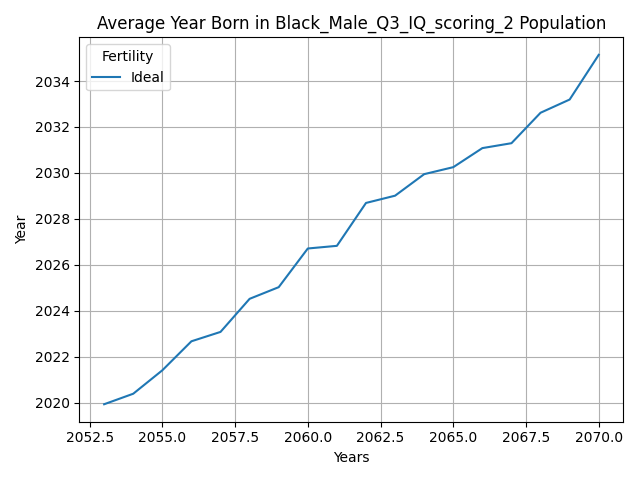 Average Year Born in Black_Male_Q3_IQ_scoring_2 Population
Fertility
Ideal
2034
2032
2030
2028
2026
2024
2022
2020
Year
2052.5 2055.0 2057.5 2060.0 2062.5 2065.0 2067.5 2070.0
Years